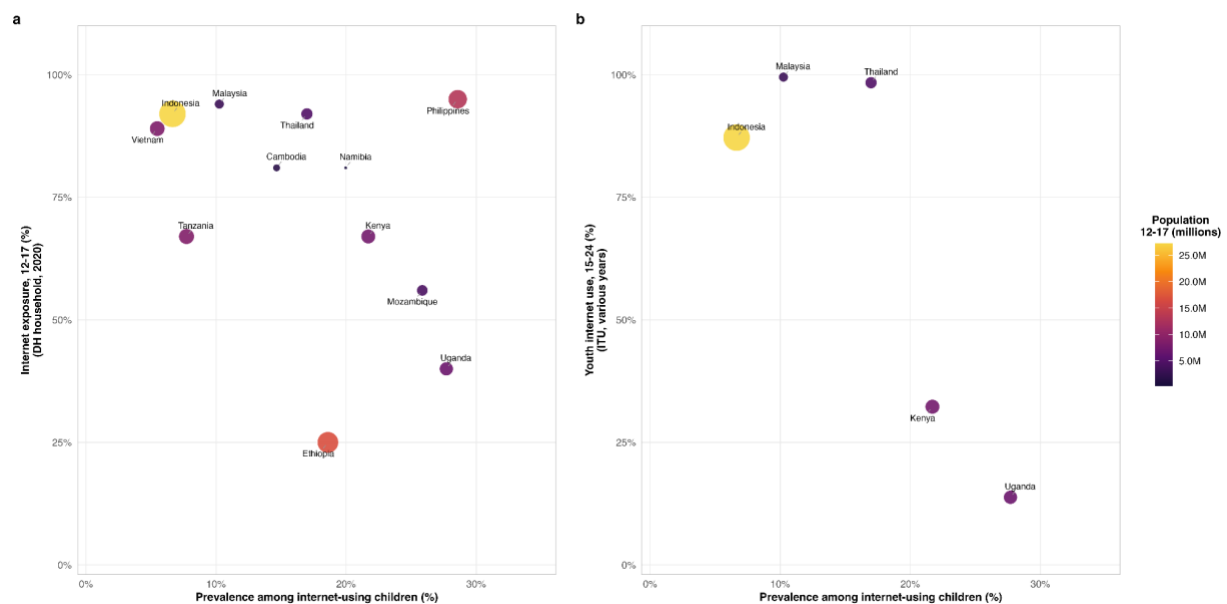 a
Internet exposure, 12-17 (%)
(DH household, 2020)
100%
75%
50%
25%
0%
Indonesia
Malaysia
Vietnam
Thailand
Philippines
Cambodia
Namibia
Tanzania
Kenya
Mozambique
Uganda
Ethiopia
0%
10%
20%
30%
Prevalence among internet-using children (%)
b
Youth internet use, 15-24 (%)
(ITU, various years)
100%
75%
50%
25%
0%
Malaysia
Thailand
Indonesia
Kenya
Uganda
0%
10%
20%
30%
Prevalence among internet-using children (%)
Population
12-17 (millions)
25.0M
20.0M
15.0M
10.0M
5.0M